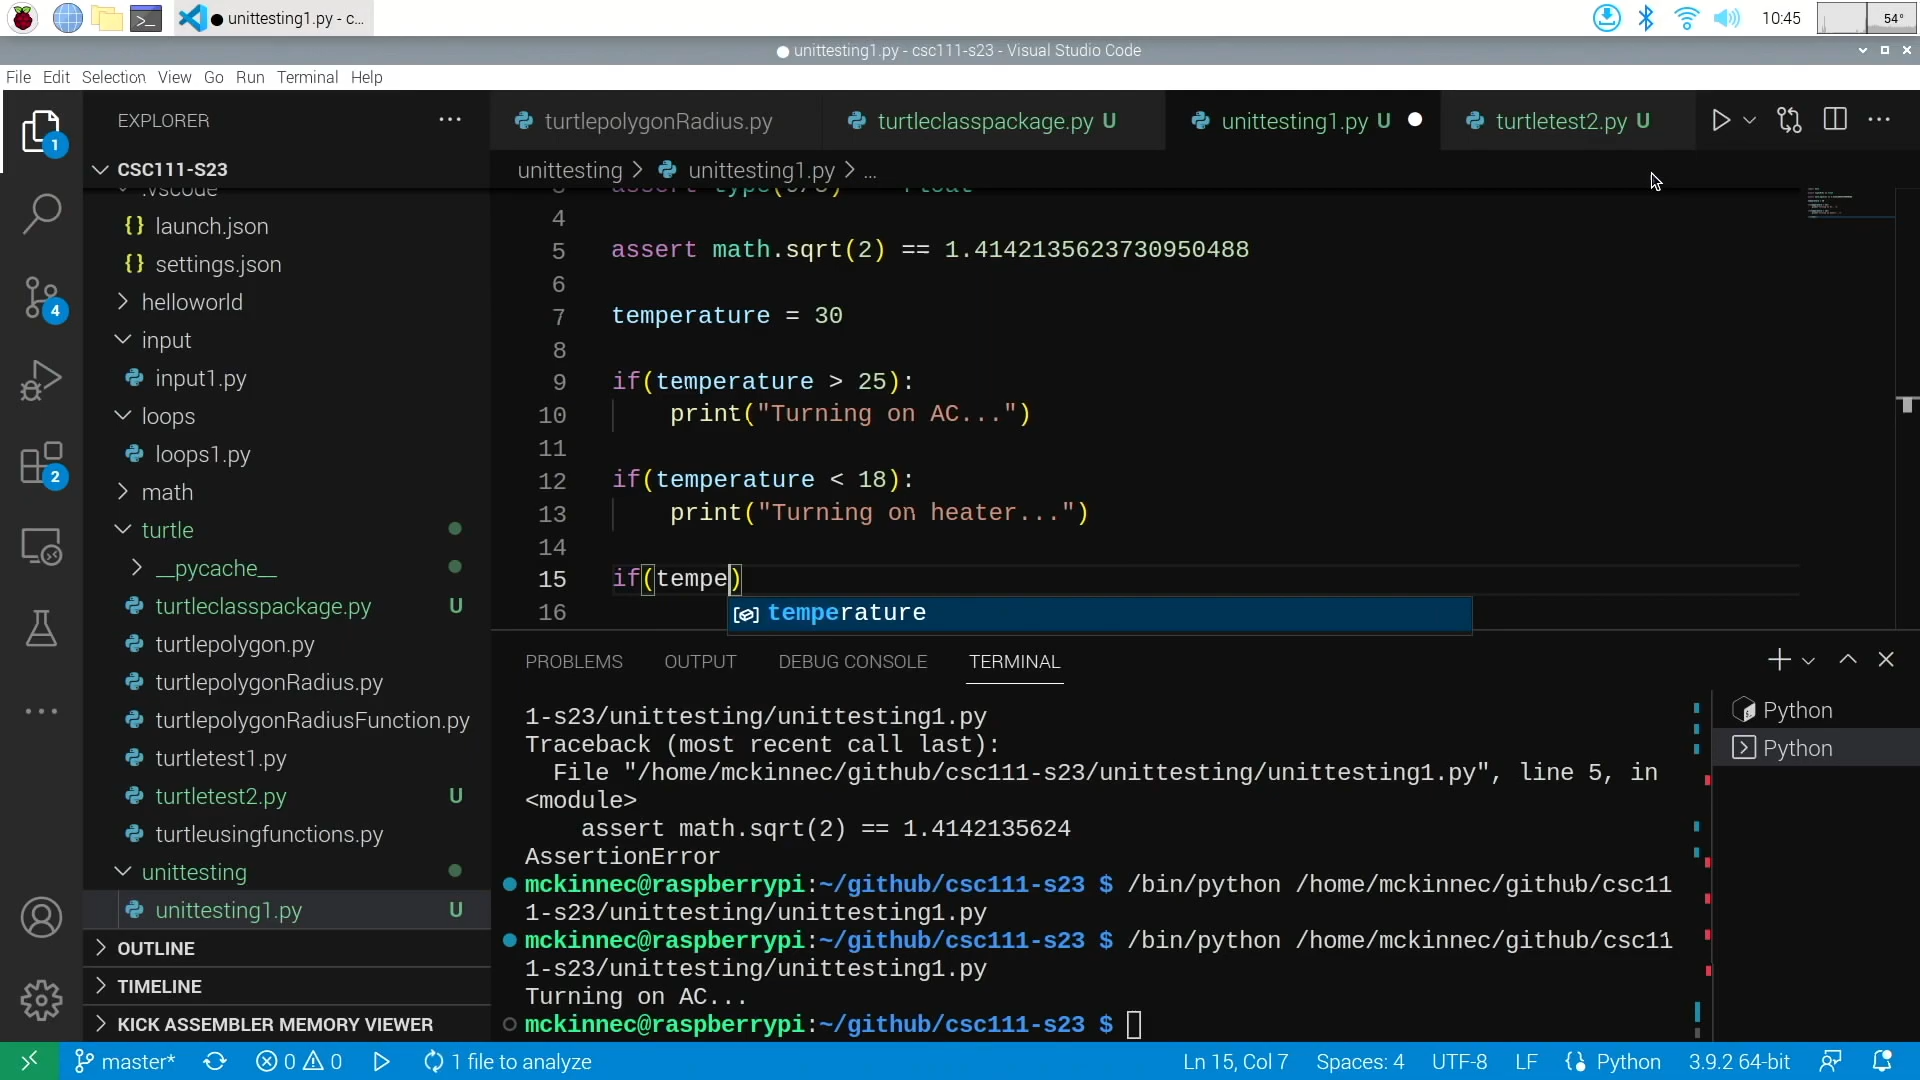 unittesting1.py - c...
10:45
54°
unittesting1.py - csc111-s23 - Visual Studio Code
File Edit Selection View Go Run Terminal Help
EXPLORER
CSC111-S23
.vscode
launch.json
settings.json
helloworld
input
input1.py
loops
loops1.py
math
turtle
__pycache__
turtleclasspackage.py U
turtlepolygon.py
turtlepolygonRadius.py
turtlepolygonRadiusFunction.py
turtletest1.py
turtletest2.py U
turtleusingfunctions.py
unittesting
unittesting1.py U
OUTLINE
TIMELINE
KICK ASSEMBLER MEMORY VIEWER
1
4
2
turtlepolygonRadius.py
turtleclasspackage.py U
unittesting1.py U
turtletest2.py U
unittesting > unittesting1.py > ...
4
5 assert math.sqrt(2) == 1.4142135623730950488
6
7 temperature = 30
8
9 if(temperature > 25):
10 print("Turning on AC...")
11
12 if(temperature < 18):
13 print("Turning on heater...")
14
15 if(tempe)
16
temperature
PROBLEMS OUTPUT DEBUG CONSOLE TERMINAL
1-s23/unittesting/unittesting1.py
Traceback (most recent call last):
File "/home/mckinnec/github/csc111-s23/unittesting/unittesting1.py", line 5, in
<module>
assert math.sqrt(2) == 1.4142135624
AssertionError
mckinnec@raspberrypi:~/github/csc111-s23 $ /bin/python /home/mckinnec/github/csc11
1-s23/unittesting/unittesting1.py
mckinnec@raspberrypi:~/github/csc111-s23 $ /bin/python /home/mckinnec/github/csc11
1-s23/unittesting/unittesting1.py
Turning on AC...
mckinnec@raspberrypi:~/github/csc111-s23 $
Python
Python
master* 0 0 1 file to analyze
Ln 15, Col 7 Spaces: 4 UTF-8 LF Python 3.9.2 64-bit